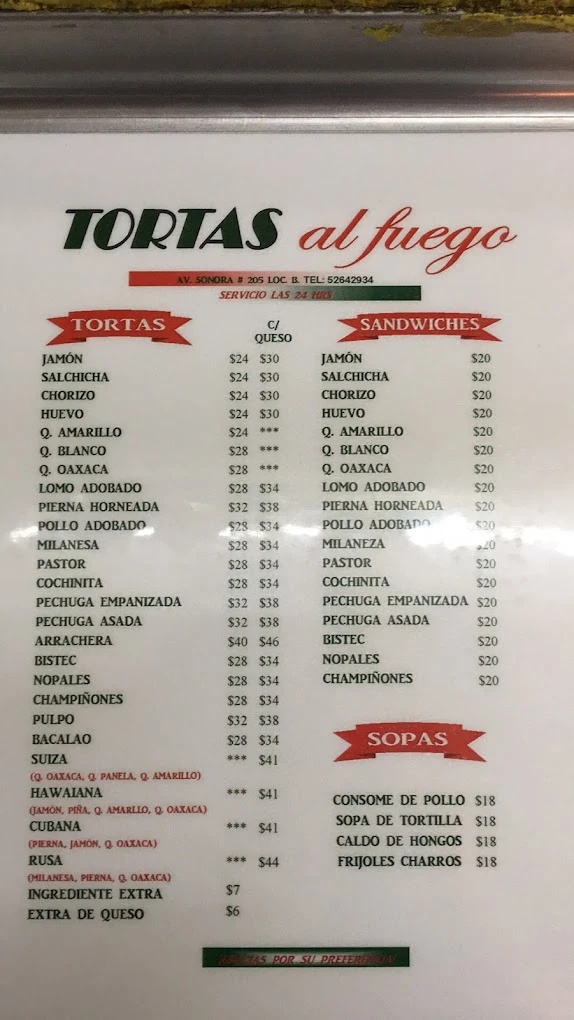 TORTAS al fuego
AV. SONORA # 205 LOC. B. TEL: 52642934
SERVICIO LAS 24 HRS
TORTAS
C/
QUESO
JAMÓN $24 $30
SALCHICHA $24 $30
CHORIZO $24 $30
HUEVO $24 $30
Q. AMARILLO $24 ***
Q. BLANCO $28 ***
Q. OAXACA $28 ***
LOMO ADOBADO $28 $34
PIERNA HORNEADA $32 $38
POLLO ADOBADO $28 $34
MILANESA $28 $34
PASTOR $28 $34
COCHINITA $28 $34
PECHUGA EMPANIZADA $32 $38
PECHUGA ASADA $32 $38
ARRACHERA $40 $46
BISTEC $28 $34
NOPALES $28 $34
CHAMPIÑONES $28 $34
PULPO $32 $38
BACALAO $28 $34
SUIZA *** $41
(Q. OAXACA, Q. PANELA, Q. AMARILLO)
HAWAIANA *** $41
(JAMÓN, PIÑA, Q. AMARLLO, Q. OAXACA)
CUBANA *** $41
(PIERNA, JAMÓN, Q. OAXACA)
RUSA *** $44
(MILANESA, PIERNA, Q. OAXACA)
INGREDIENTE EXTRA $7
EXTRA DE QUESO $6
SANDWICHES
JAMÓN $20
SALCHICHA $20
CHORIZO $20
HUEVO $20
Q. AMARILLO $20
Q. BLANCO $20
Q. OAXACA $20
LOMO ADOBADO $20
PIERNA HORNEADA $20
POLLO ADOBADO $20
MILANEZA $20
PASTOR $20
COCHINITA $20
PECHUGA EMPANIZADA $20
PECHUGA ASADA $20
BISTEC $20
NOPALES $20
CHAMPIÑONES $20
SOPAS
CONSOME DE POLLO $18
SOPA DE TORTILLA $18
CALDO DE HONGOS $18
FRIJOLES CHARROS $18
POR SU PREFERENCIA!